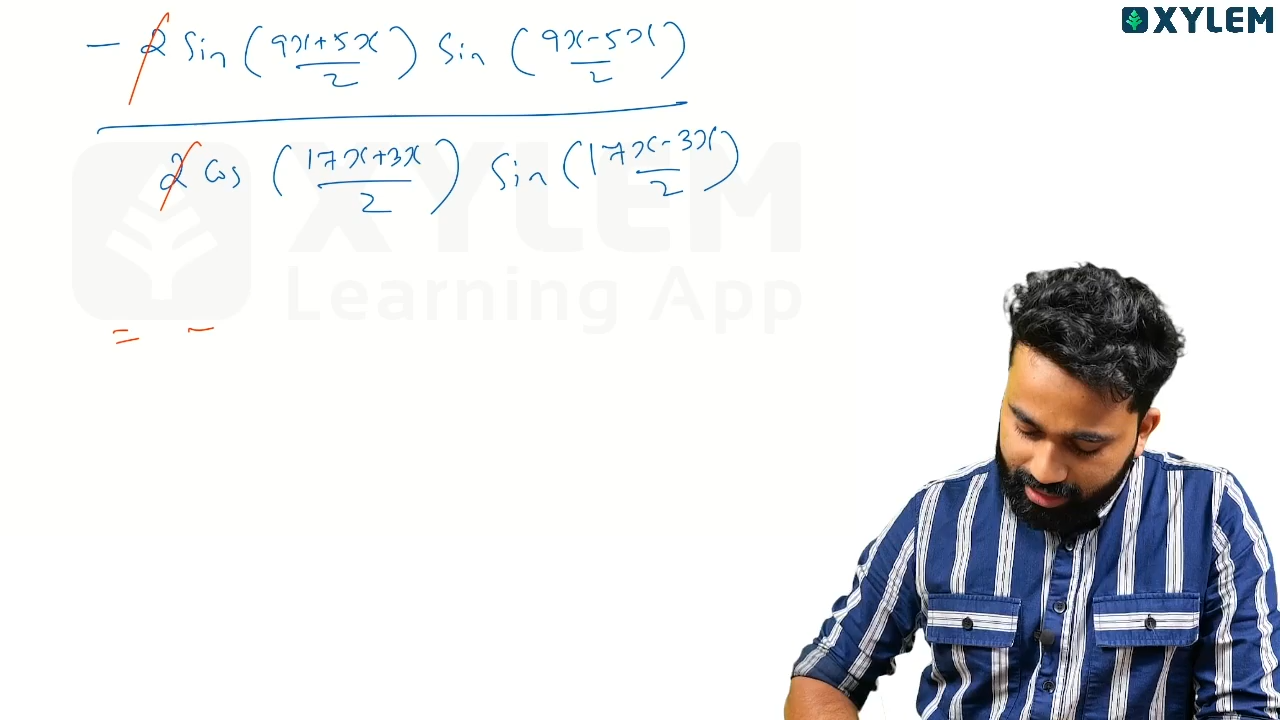 XYLEM
- 2 Sin (9x+5x/2) Sin (9x-5x/2)
2 Cos (17x+3x/2) Sin (17x-3x/2)
XYLEM
Learning App
= -